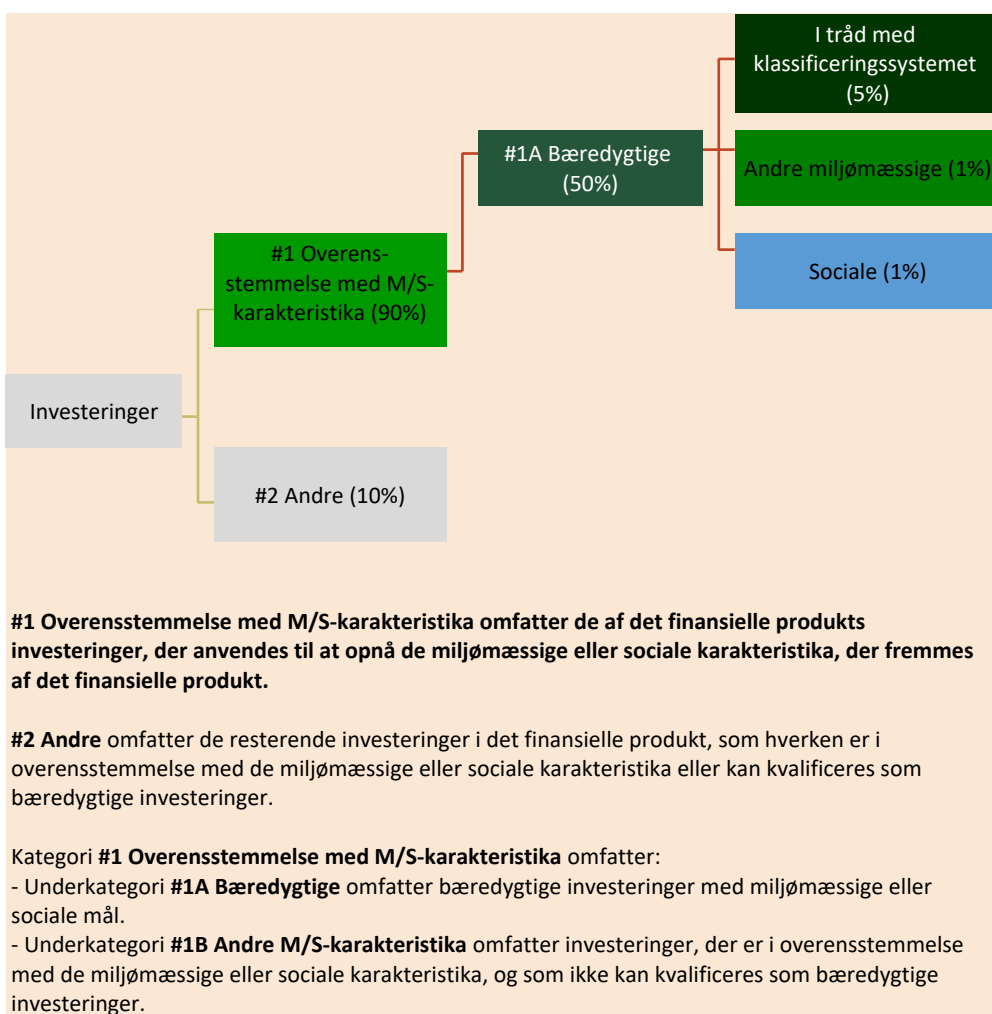 I tråd med
klassificeringssystemet
(5%)
#1A Bæredygtige
(50%)
Andre miljømæssige (1%)
#1 Overens-
stemmelse med M/S-
karakteristika (90%)
Sociale (1%)
Investeringer
#2 Andre (10%)
#1 Overensstemmelse med M/S-karakteristika omfatter de af det finansielle produkts
investeringer, der anvendes til at opnå de miljømæssige eller sociale karakteristika, der fremmes
af det finansielle produkt.
#2 Andre omfatter de resterende investeringer i det finansielle produkt, som hverken er i
overensstemmelse med de miljømæssige eller sociale karakteristika eller kan kvalificeres som
bæredygtige investeringer.
Kategori #1 Overensstemmelse med M/S-karakteristika omfatter:
- Underkategori #1A Bæredygtige omfatter bæredygtige investeringer med miljømæssige eller
sociale mål.
- Underkategori #1B Andre M/S-karakteristika omfatter investeringer, der er i overensstemmelse
med de miljømæssige eller sociale karakteristika, og som ikke kan kvalificeres som bæredygtige
investeringer.